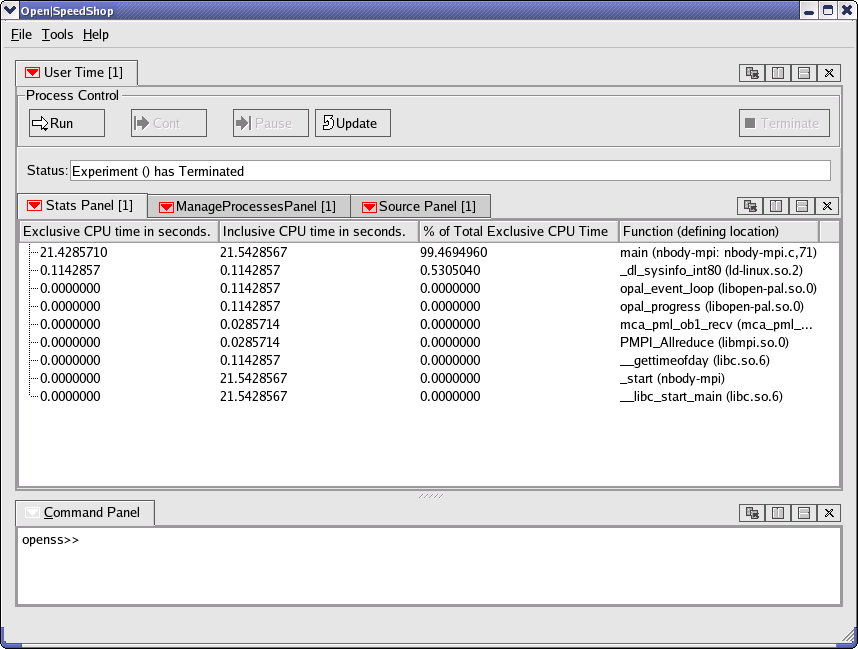 Open|SpeedShop
File Tools Help
User Time [1]
Process Control
Run Cont Pause Update Terminate
Status: Experiment () has Terminated
Stats Panel [1] ManageProcessesPanel [1] Source Panel [1]
Exclusive CPU time in seconds. Inclusive CPU time in seconds. % of Total Exclusive CPU Time Function (defining location)
21.4285710 21.5428567 99.4694960 main (nbody-mpi: nbody-mpi.c,71)
0.1142857 0.1142857 0.5305040 _dl_sysinfo_int80 (ld-linux.so.2)
0.0000000 0.1142857 0.0000000 opal_event_loop (libopen-pal.so.0)
0.0000000 0.1142857 0.0000000 opal_progress (libopen-pal.so.0)
0.0000000 0.0285714 0.0000000 mca_pml_ob1_recv (mca_pml_...
0.0000000 0.0285714 0.0000000 PMPI_Allreduce (libmpi.so.0)
0.0000000 0.1142857 0.0000000 __gettimeofday (libc.so.6)
0.0000000 21.5428567 0.0000000 _start (nbody-mpi)
0.0000000 21.5428567 0.0000000 __libc_start_main (libc.so.6)
Command Panel
openss>>